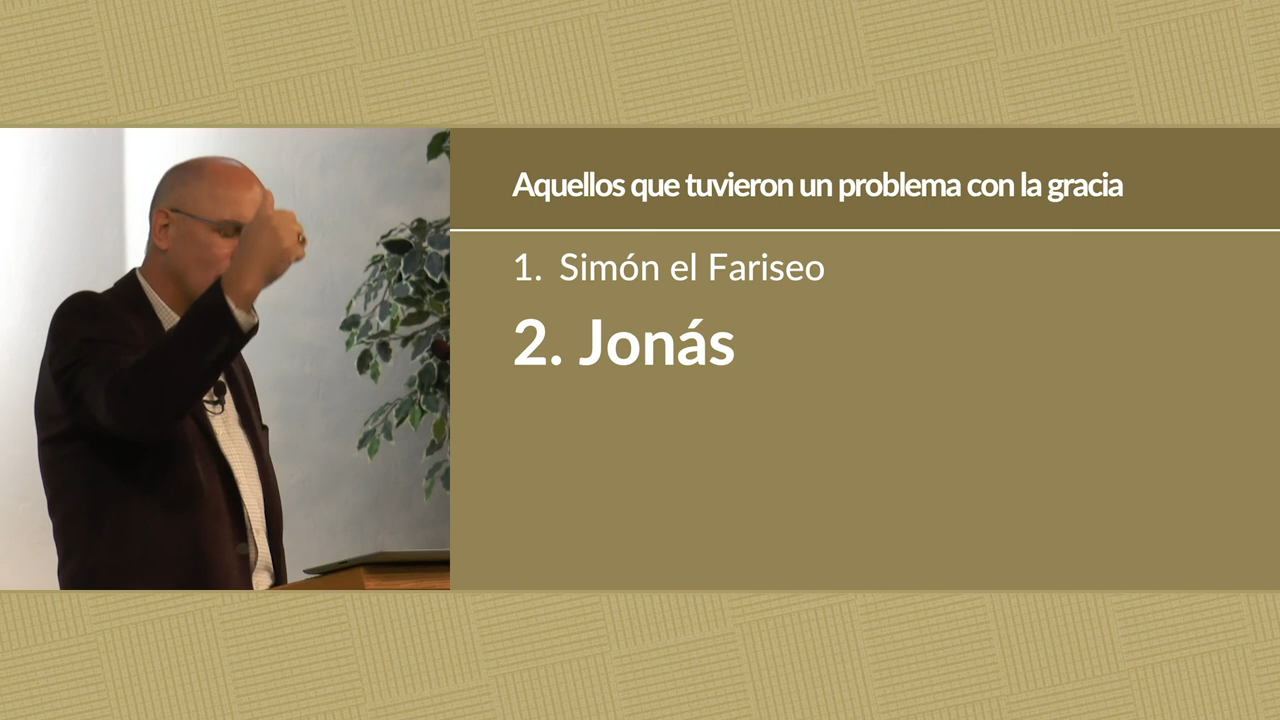 Aquellos que tuvieron un problema con la gracia
1. Simón el Fariseo
2. Jonás